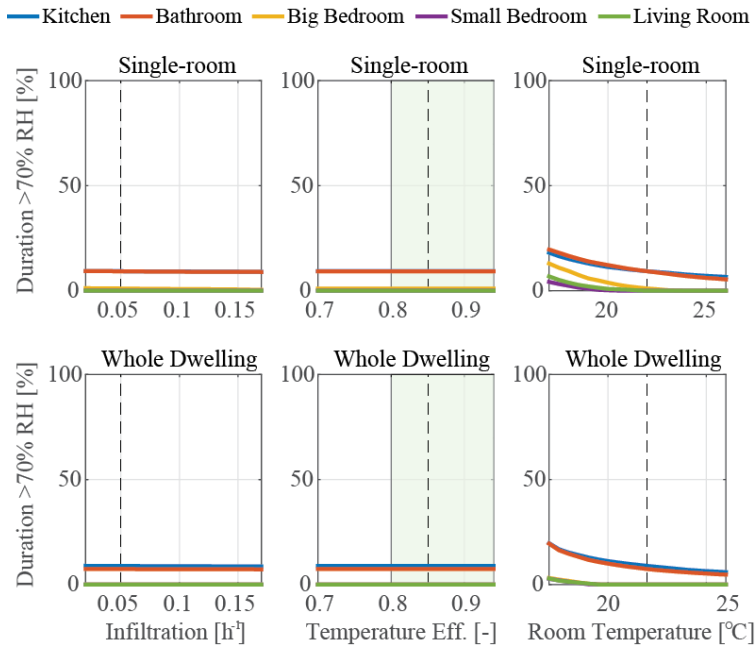 Kitchen Bathroom Big Bedroom Small Bedroom Living Room
Single-room Single-room Single-room
Duration >70% RH [%]
100 100 100
50 50 50
0 0 0
0.05 0.1 0.15 0.7 0.8 0.9 20 25
Whole Dwelling Whole Dwelling Whole Dwelling
Duration >70% RH [%]
100 100 100
50 50 50
0 0 0
0.05 0.1 0.15 0.7 0.8 0.9 20 25
Infiltration [h⁻¹] Temperature Eff. [-] Room Temperature [°C]